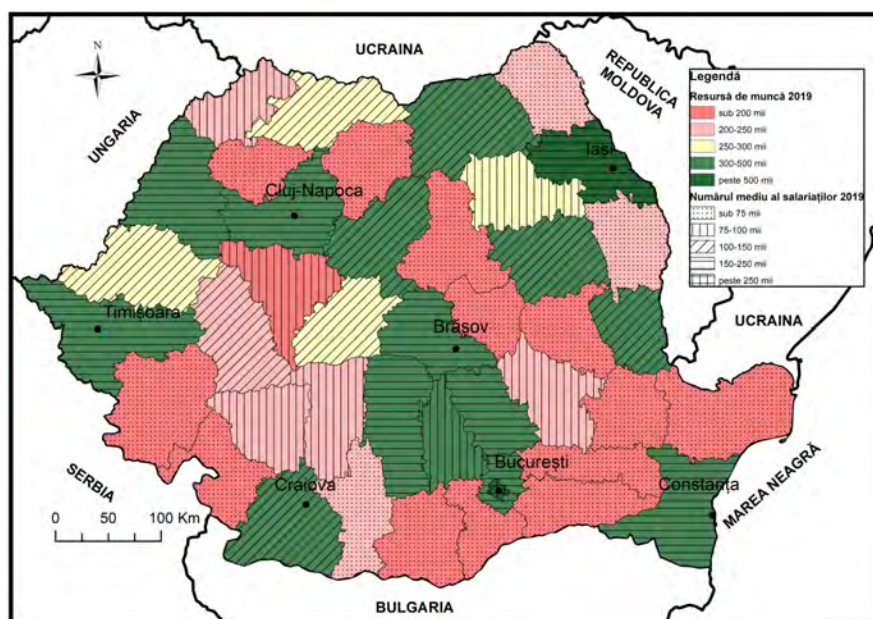 N
UCRAINA
REPUBLICA
MOLDOVA
UNGARIA
Legendă
Resursă de muncă 2019
sub 200 mii
200-250 mii
250-300 mii
300-500 mii
peste 500 mii
Numărul mediu al salariaților 2019
sub 75 mii
75-100 mii
100-150 mii
150-250 mii
peste 250 mii
Iași
Cluj-Napoca
Timișoara
Brașov
UCRAINA
București
Craiova
Constanța
SERBIA
MAREA NEAGRĂ
0 50 100 Km
BULGARIA